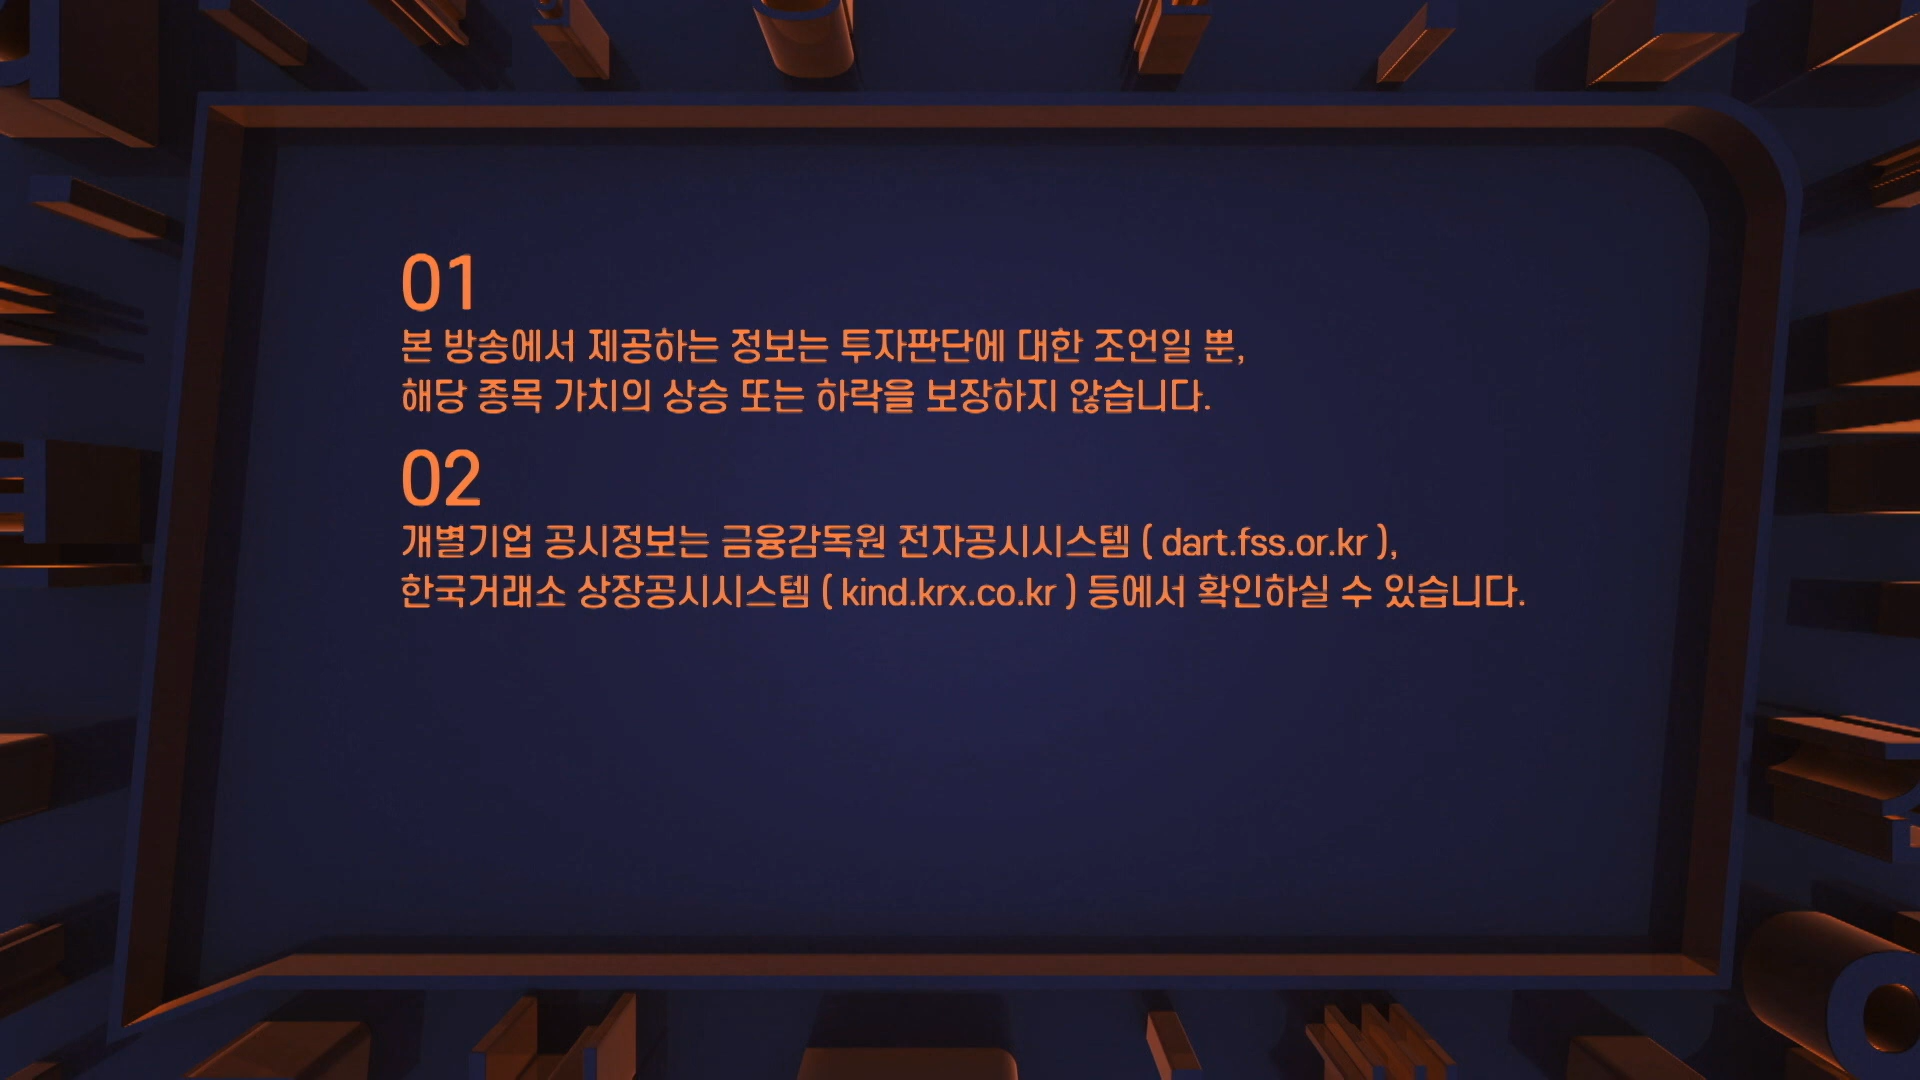 01
본 방송에서 제공하는 정보는 투자판단에 대한 조언일 뿐,
해당 종목 가치의 상승 또는 하락을 보장하지 않습니다.
02
개별기업 공시정보는 금융감독원 전자공시시스템 ( dart.fss.or.kr ),
한국거래소 상장공시시스템 ( kind.krx.co.kr ) 등에서 확인하실 수 있습니다.